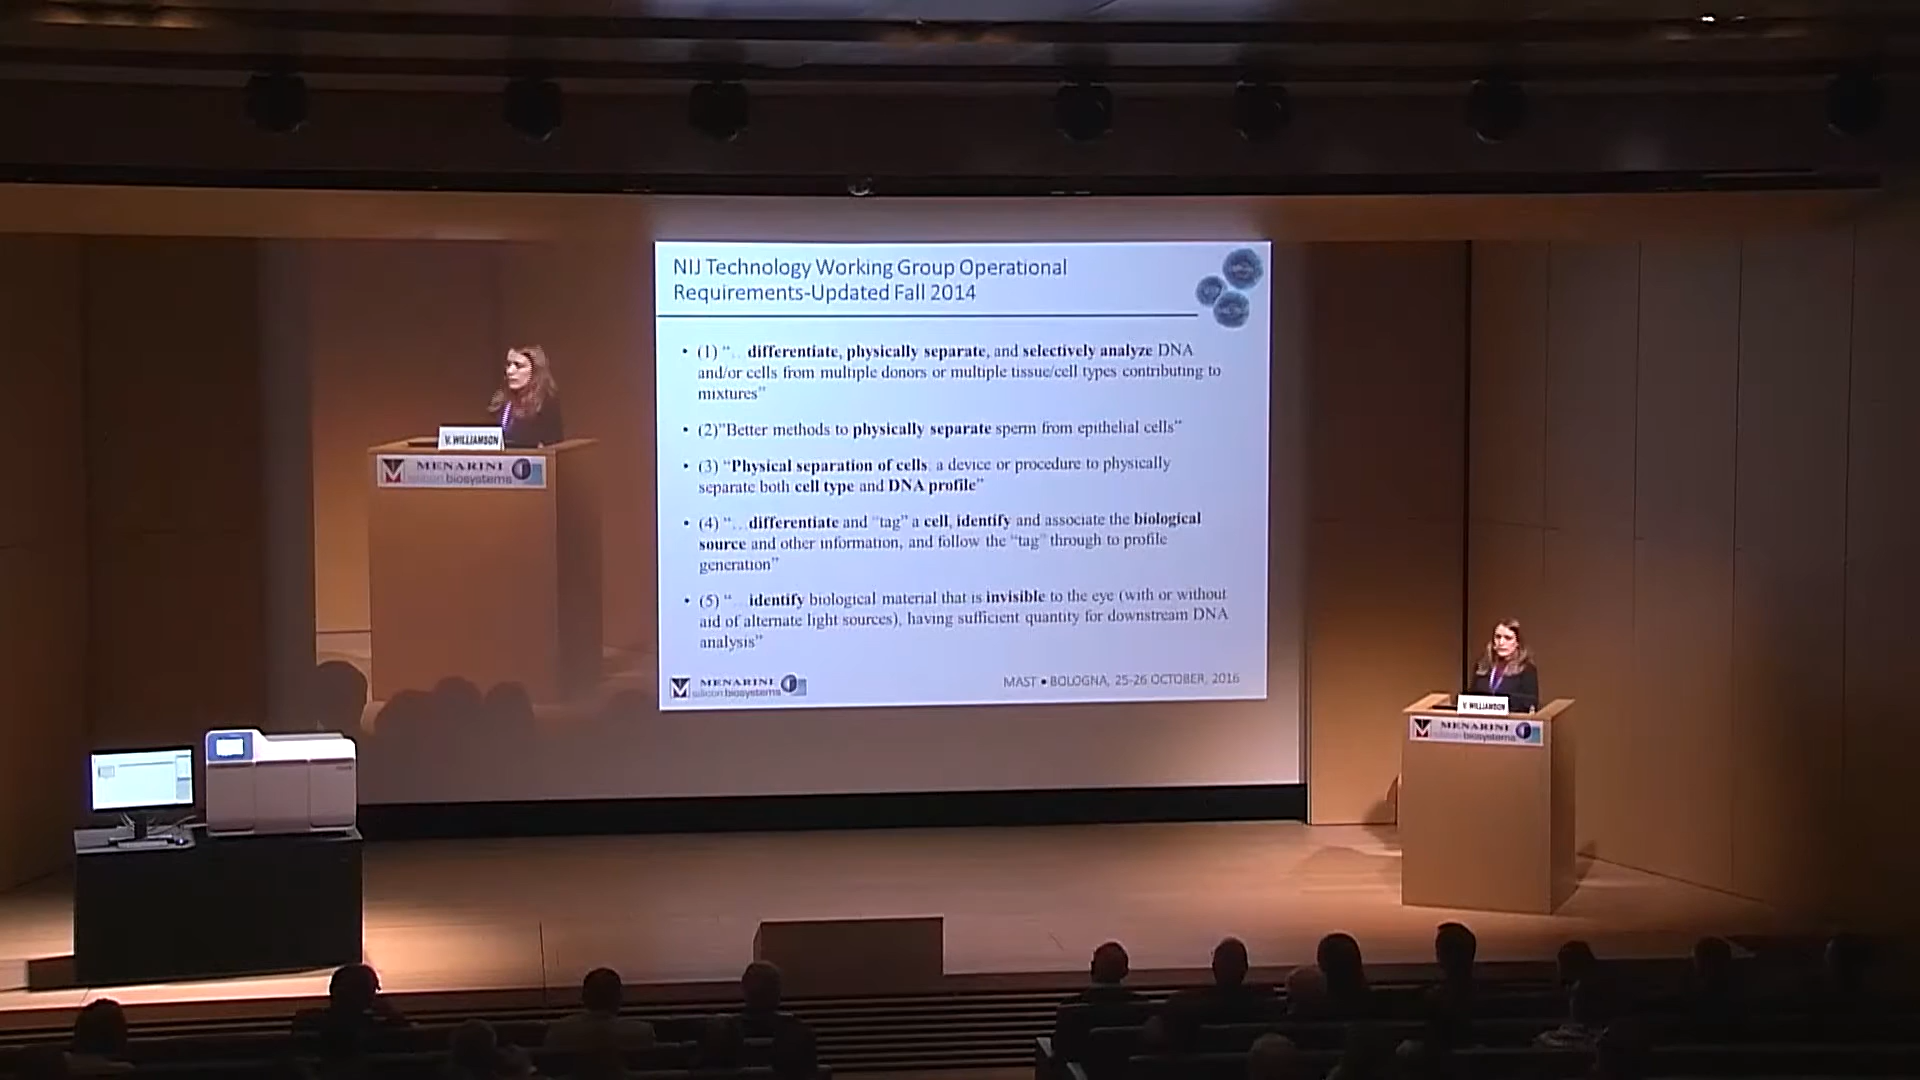 NIJ Technology Working Group Operational
Requirements-Updated Fall 2014
• (1) “… differentiate, physically separate, and selectively analyze DNA
and/or cells from multiple donors or multiple tissue/cell types contributing to
mixtures”
• (2)”Better methods to physically separate sperm from epithelial cells”
• (3) “Physical separation of cells, a device or procedure to physically
separate both cell type and DNA profile”
• (4) “… differentiate and “tag” a cell, identify and associate the biological
source and other information, and follow the “tag” through to profile
generation”
• (5) “… identify biological material that is invisible to the eye (with or without
aid of alternate light sources), having sufficient quantity for downstream DNA
analysis”
MENARINI
silicon biosystems
MAST • BOLOGNA, 25-26 OCTOBER, 2016
V. WILLIAMSON
MENARINI
silicon biosystems
V. WILLIAMSON
MENARINI
silicon biosystems